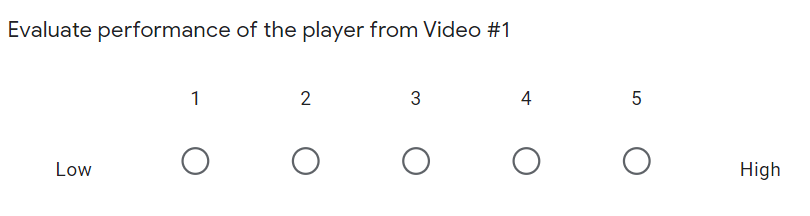 Evaluate performance of the player from Video #1
1 2 3 4 5
Low High